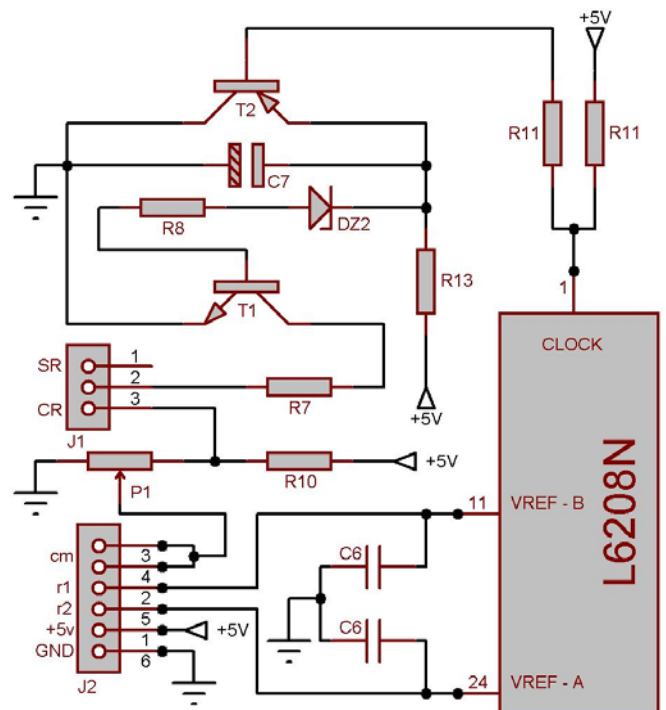 +5V
T2
R11
R11
C7
R8
DZ2
R13
T1
1
CLOCK
SR
1
2
CR
3
R7
J1
+5V
P1
R10
+5V
L6208N
11
VREF - B
cm
3
4
r1
2
r2
5
+5v
1
+5V
GND
6
J2
C6
C6
24
VREF - A